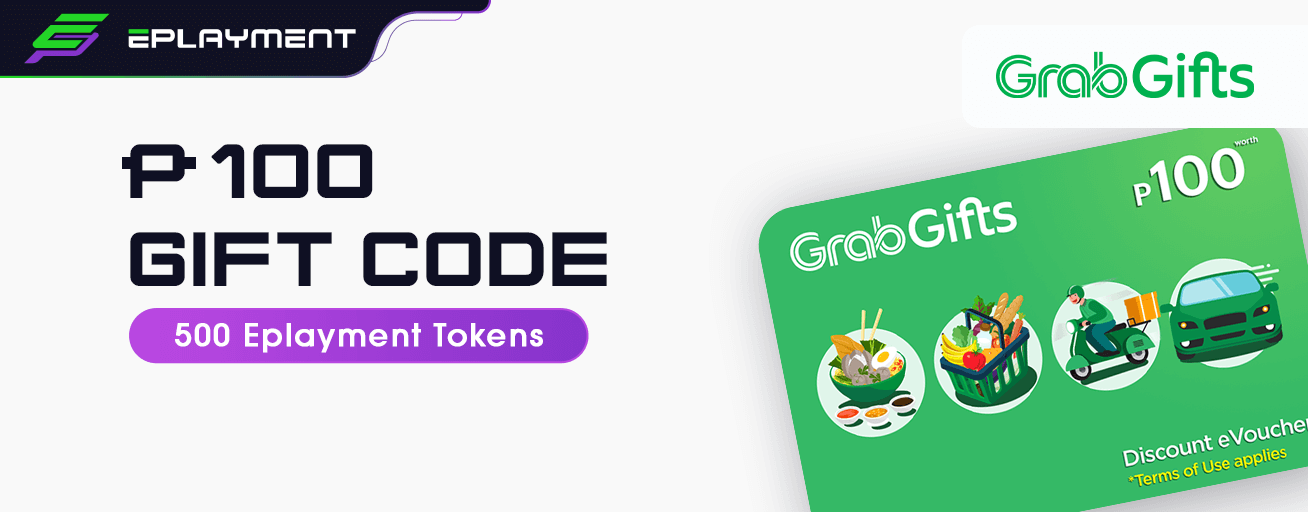 EPLAYMENT
GrabGifts
₱100
GIFT CODE
500 Eplayment Tokens
worth
P100
GrabGifts
Discount eVoucher
*Terms of Use applies